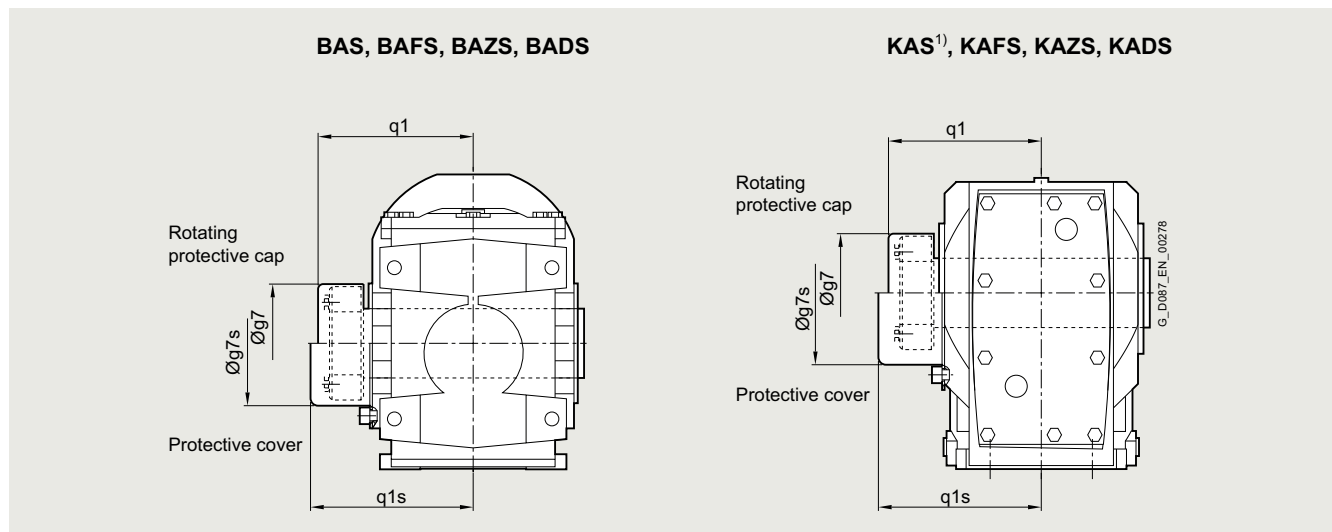 BAS, BAFS, BAZS, BADS
q1
Rotating
protective cap
Øg7s
Øg7
Protective cover
q1s
KAS1), KAFS, KAZS, KADS
q1
Rotating
protective cap
Øg7s
Øg7
Protective cover
q1s
G_D087_EN_00278